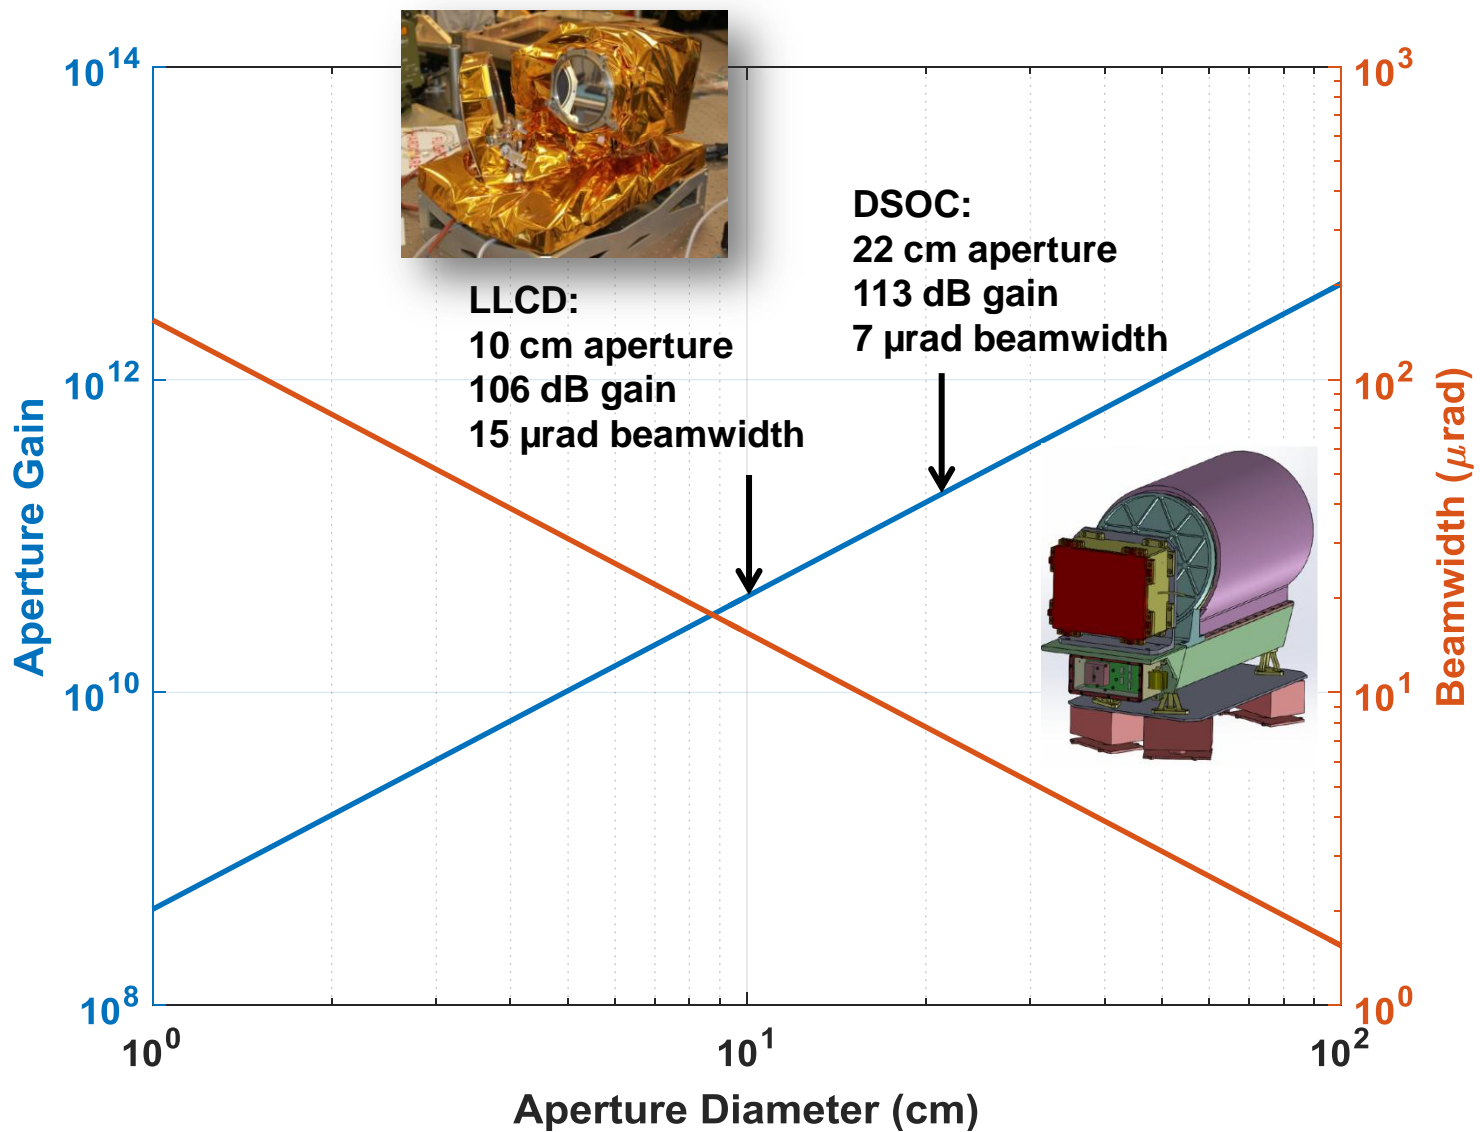 10^14
10^12
10^10
10^8
Aperture Gain
10^3
10^2
10^1
10^0
Beamwidth (μrad)
LLCD:
10 cm aperture
106 dB gain
15 μrad beamwidth
DSOC:
22 cm aperture
113 dB gain
7 μrad beamwidth
10^0
10^1
10^2
Aperture Diameter (cm)